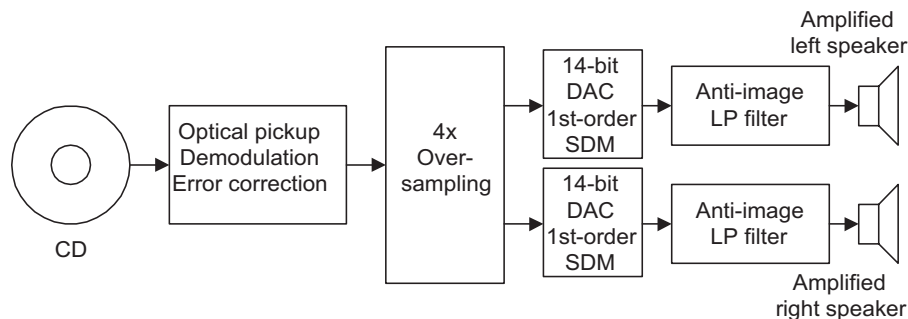 CD
Optical pickup
Demodulation
Error correction
4x
Over-
sampling
14-bit
DAC
1st-order
SDM
Anti-image
LP filter
Amplified
left speaker
14-bit
DAC
1st-order
SDM
Anti-image
LP filter
Amplified
right speaker